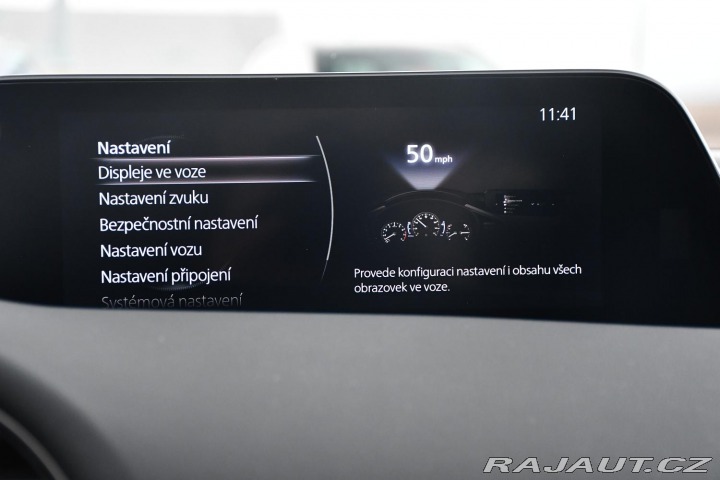 11:41
Nastavení
Displeje ve voze
Nastavení zvuku
Bezpečnostní nastavení
Nastavení vozu
Nastavení připojení
Systémová nastavení
50 mph
Provede konfiguraci nastavení i obsahu všech
obrazovek ve voze.
RAJAUT.CZ